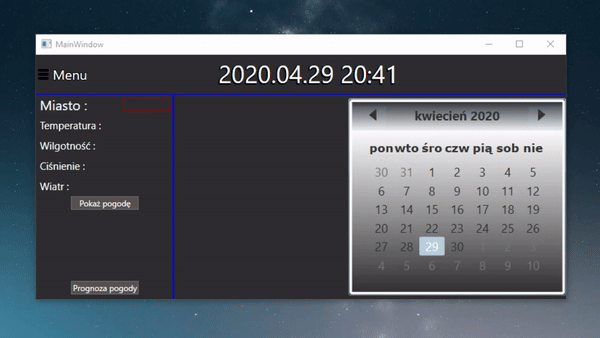 MainWindow
Menu
2020.04.29 20:41
Miasto :
Temperatura :
Wilgotność :
Ciśnienie :
Wiatr :
Pokaż pogodę
Prognoza pogody
kwiecień 2020
pon wto śro czw pią sob nie
30 31 1 2 3 4 5
6 7 8 9 10 11 12
13 14 15 16 17 18 19
20 21 22 23 24 25 26
27 28 29 30 1 2 3
4 5 6 7 8 9 10